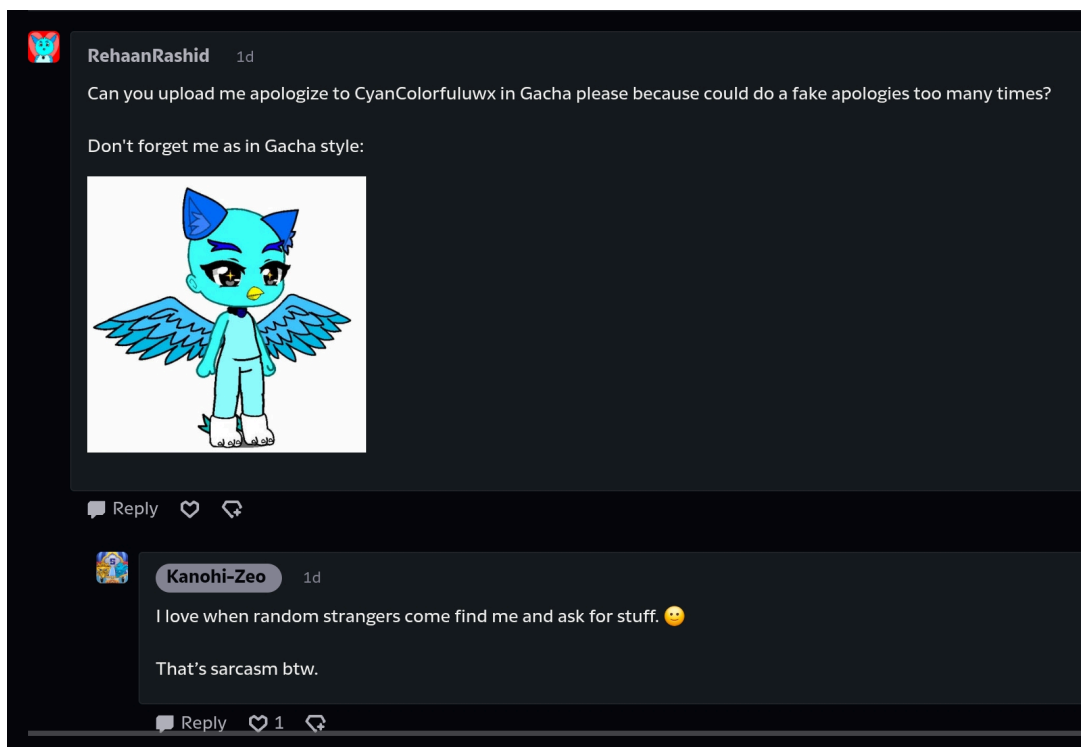 RehaanRashid 1d
Can you upload me apologize to CyanColorfuluwx in Gacha please because could do a fake apologies too many times?
Don't forget me as in Gacha style:
Reply
Kanohi-Zeo 1d
I love when random strangers come find me and ask for stuff. 🙂
That’s sarcasm btw.
Reply 1